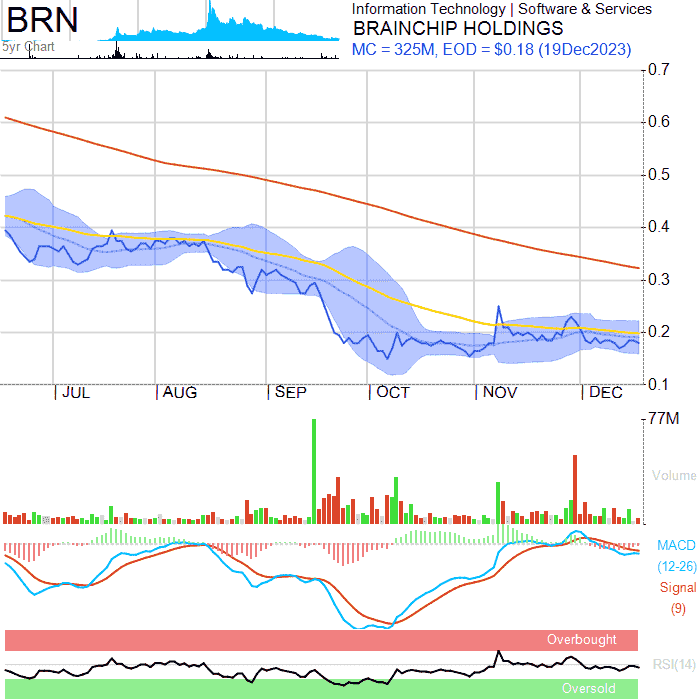 BRN
5yr Chart
Information Technology | Software & Services
BRAINCHIP HOLDINGS
MC = 325M, EOD = $0.18 (19Dec2023)
0.7
0.6
0.5
0.4
0.3
0.2
0.1
JUL AUG SEP OCT NOV DEC
77M
Volume
MACD
(12-26)
Signal
(9)
Overbought
RSI(14)
Oversold